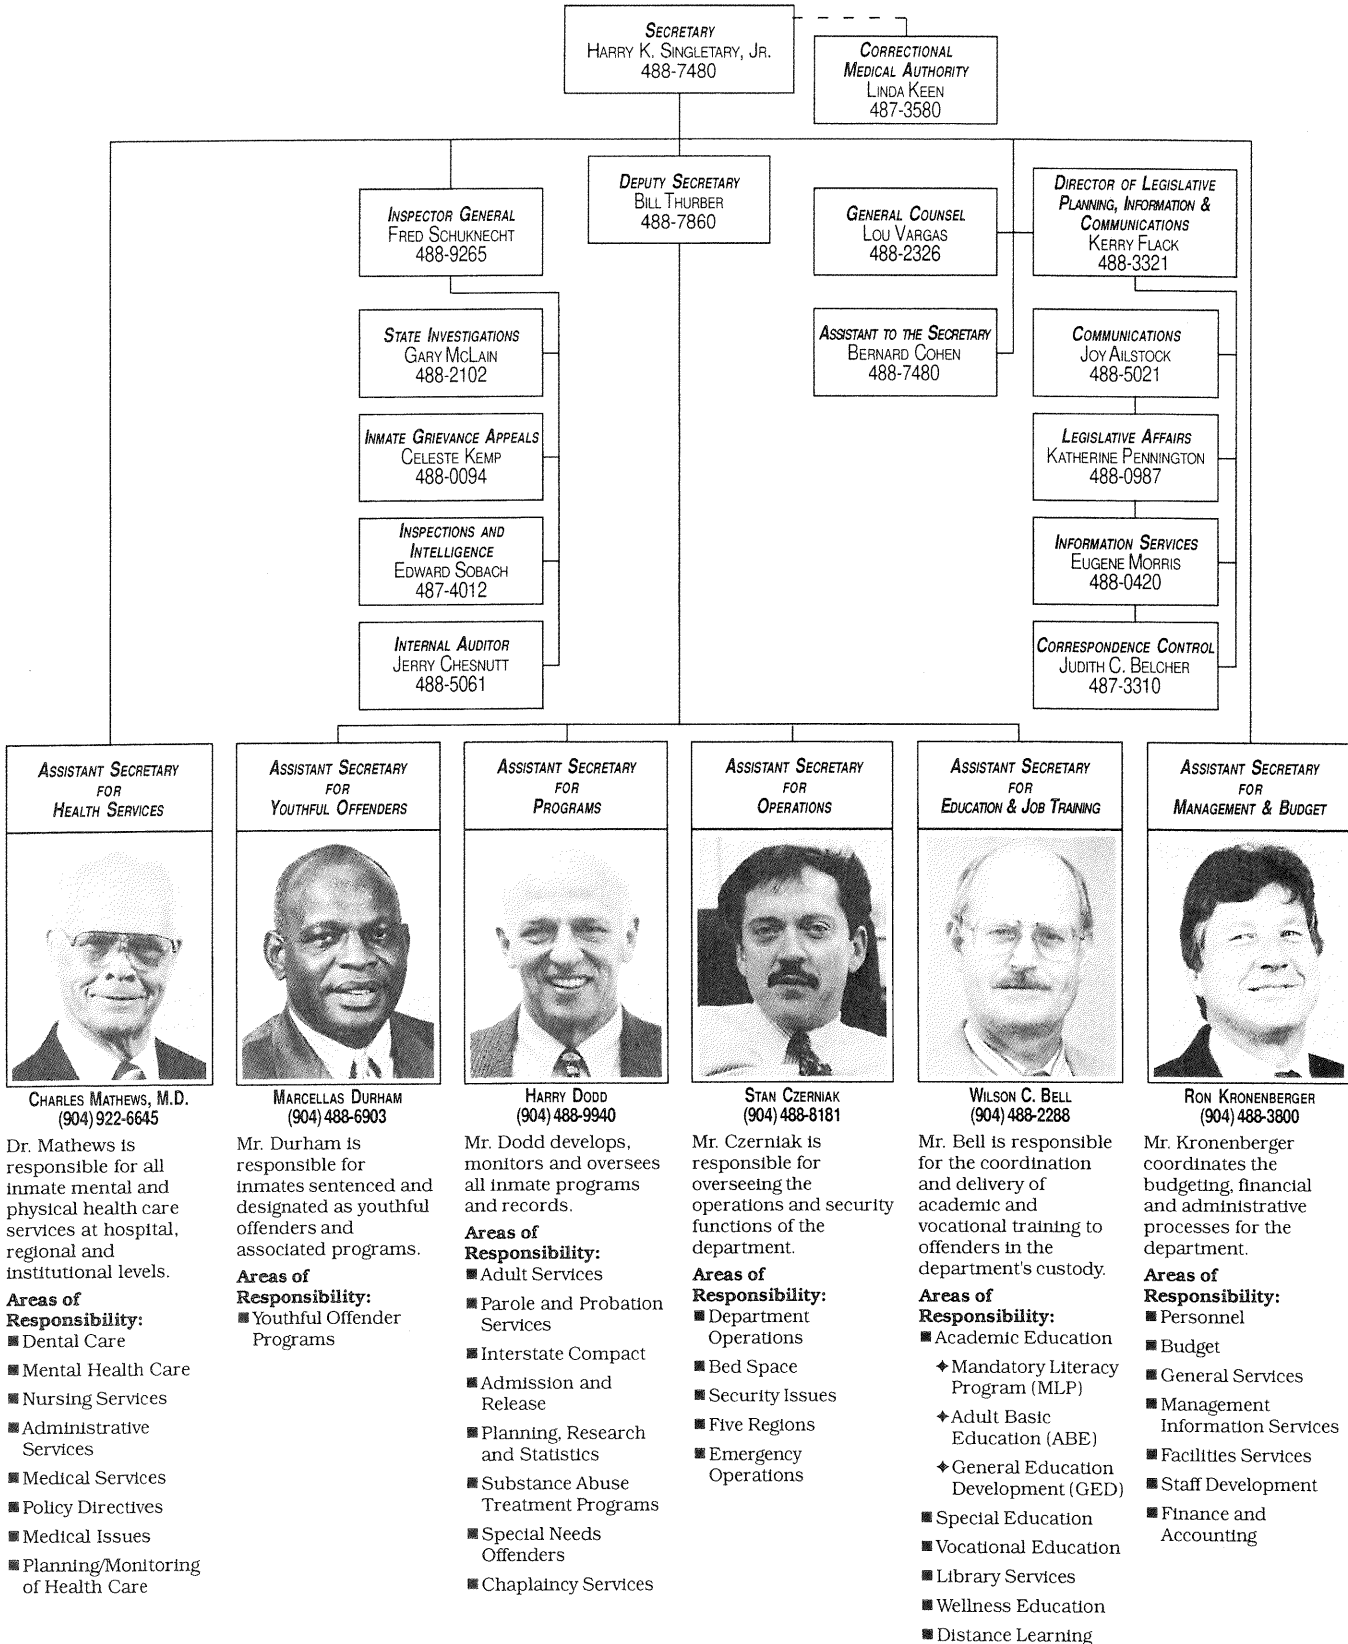 SECRETARY
HARRY K. SINGLETARY, JR.
488-7480
CORRECTIONAL
MEDICAL AUTHORITY
LINDA KEEN
487-3580
INSPECTOR GENERAL
FRED SCHUKNECHT
488-9265
DEPUTY SECRETARY
BILL THURBER
488-7860
GENERAL COUNSEL
LOU VARGAS
488-2326
DIRECTOR OF LEGISLATIVE
PLANNING, INFORMATION &
COMMUNICATIONS
KERRY FLACK
488-3321
STATE INVESTIGATIONS
GARY MCLAIN
488-2102
ASSISTANT TO THE SECRETARY
BERNARD COHEN
488-7480
COMMUNICATIONS
JOY AILSTOCK
488-5021
INMATE GRIEVANCE APPEALS
CELESTE KEMP
488-0094
LEGISLATIVE AFFAIRS
KATHERINE PENNINGTON
488-0987
INSPECTIONS AND
INTELLIGENCE
EDWARD SOBACH
487-4012
INFORMATION SERVICES
EUGENE MORRIS
488-0420
INTERNAL AUDITOR
JERRY CHESNUTT
488-5061
CORRESPONDENCE CONTROL
JUDITH C. BELCHER
487-3310
ASSISTANT SECRETARY
FOR
HEALTH SERVICES
CHARLES MATHEWS, M.D.
(904) 922-6645
Dr. Mathews is
responsible for all
inmate mental and
physical health care
services at hospital,
regional and
institutional levels.
Areas of
Responsibility:
■ Dental Care
■ Mental Health Care
■ Nursing Services
■ Administrative
Services
■ Medical Services
■ Policy Directives
■ Medical Issues
■ Planning/Monitoring
of Health Care
ASSISTANT SECRETARY
FOR
YOUTHFUL OFFENDERS
MARCELLAS DURHAM
(904) 488-6903
Mr. Durham is
responsible for
inmates sentenced and
designated as youthful
offenders and
associated programs.
Areas of
Responsibility:
■ Youthful Offender
Programs
ASSISTANT SECRETARY
FOR
PROGRAMS
HARRY DODD
(904) 488-9940
Mr. Dodd develops,
monitors and oversees
all inmate programs
and records.
Areas of
Responsibility:
■ Adult Services
■ Parole and Probation
Services
■ Interstate Compact
■ Admission and
Release
■ Planning, Research
and Statistics
■ Substance Abuse
Treatment Programs
■ Special Needs
Offenders
■ Chaplaincy Services
ASSISTANT SECRETARY
FOR
OPERATIONS
STAN CZERNIAK
(904) 488-8181
Mr. Czerniak is
responsible for
overseeing the
operations and security
functions of the
department.
Areas of
Responsibility:
■ Department
Operations
■ Bed Space
■ Security Issues
■ Five Regions
■ Emergency
Operations
ASSISTANT SECRETARY
FOR
EDUCATION & JOB TRAINING
WILSON C. BELL
(904) 488-2288
Mr. Bell is responsible
for the coordination
and delivery of
academic and
vocational training to
offenders in the
department's custody.
Areas of
Responsibility:
■ Academic Education
✦ Mandatory Literacy
Program (MLP)
✦ Adult Basic
Education (ABE)
✦ General Education
Development (GED)
■ Special Education
■ Vocational Education
■ Library Services
■ Wellness Education
■ Distance Learning
ASSISTANT SECRETARY
FOR
MANAGEMENT & BUDGET
RON KRONENBERGER
(904) 488-3800
Mr. Kronenberger
coordinates the
budgeting, financial
and administrative
processes for the
department.
Areas of
Responsibility:
■ Personnel
■ Budget
■ General Services
■ Management
Information Services
■ Facilities Services
■ Staff Development
■ Finance and
Accounting